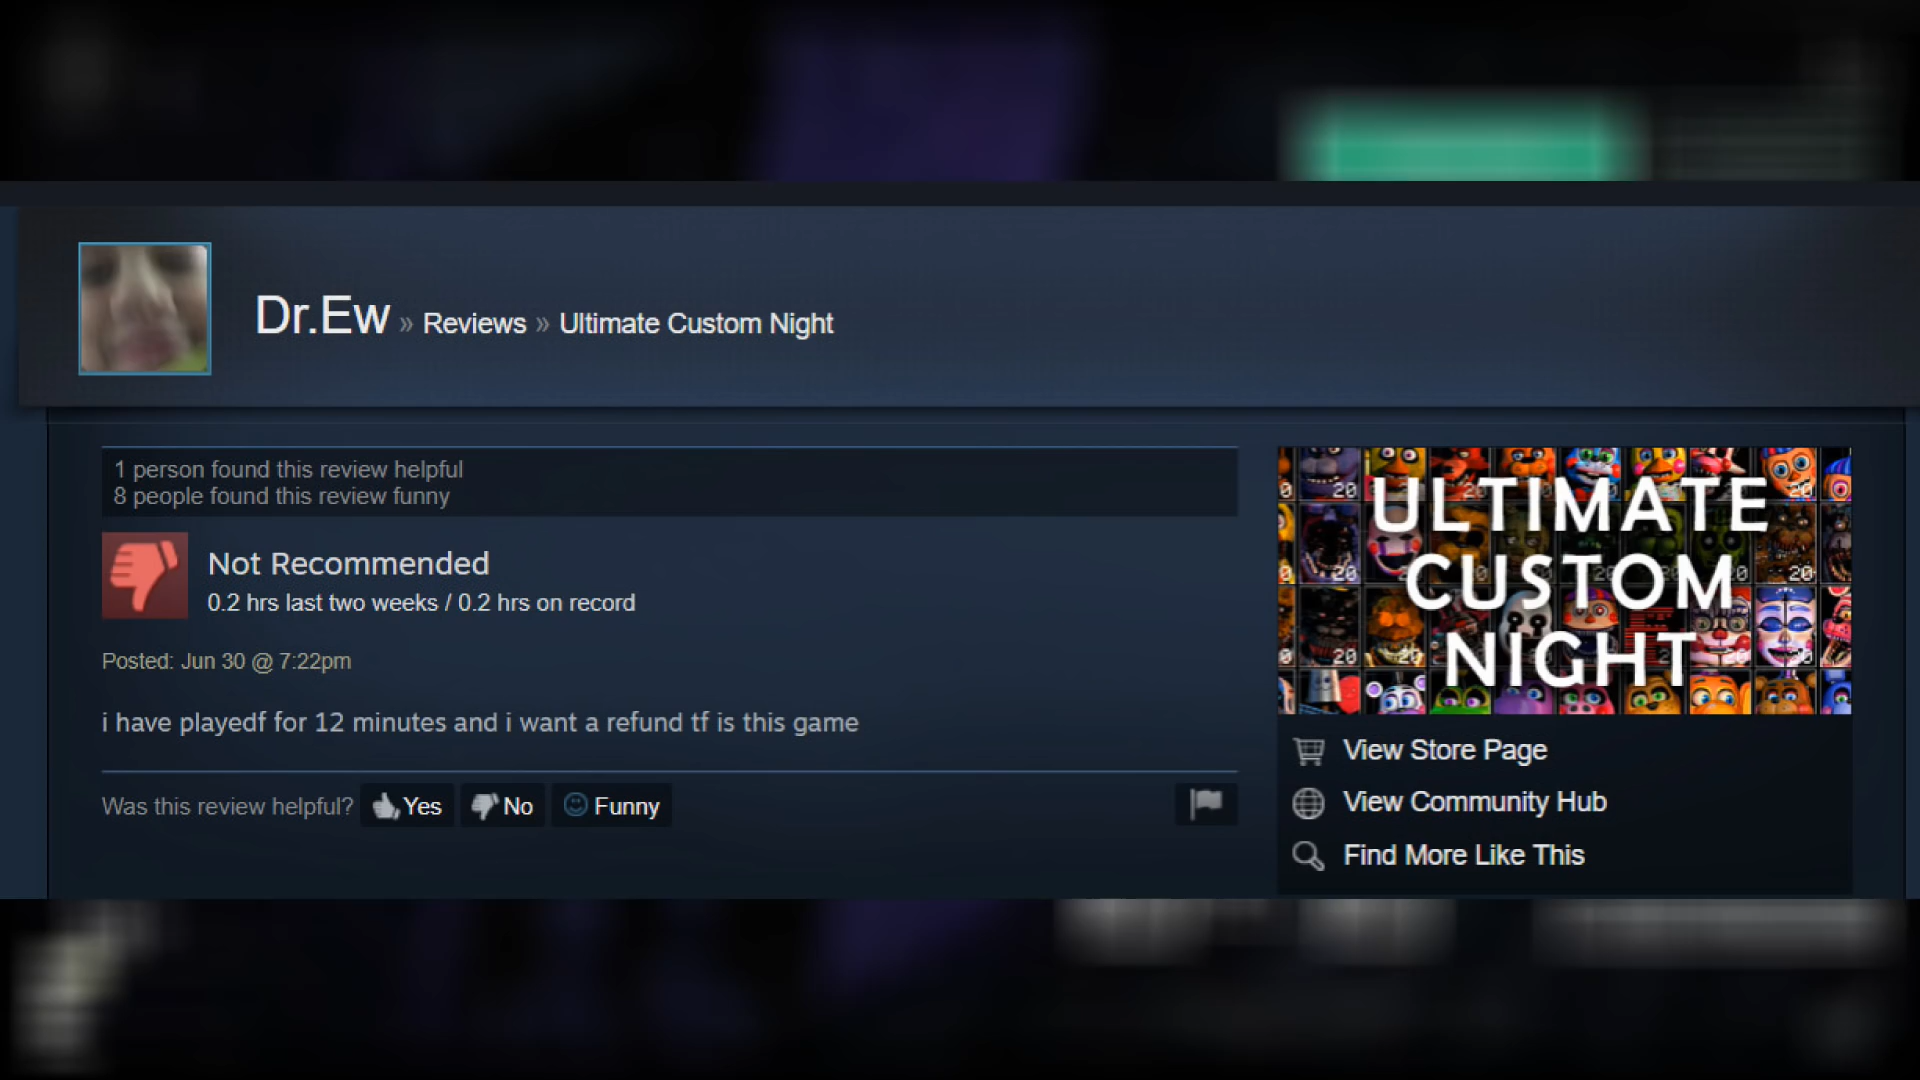 Dr.Ew » Reviews » Ultimate Custom Night
1 person found this review helpful
8 people found this review funny
Not Recommended
0.2 hrs last two weeks / 0.2 hrs on record
Posted: Jun 30 @ 7:22pm
i have playedf for 12 minutes and i want a refund tf is this game
Was this review helpful? Yes No Funny
ULTIMATE
CUSTOM
NIGHT
View Store Page
View Community Hub
Find More Like This